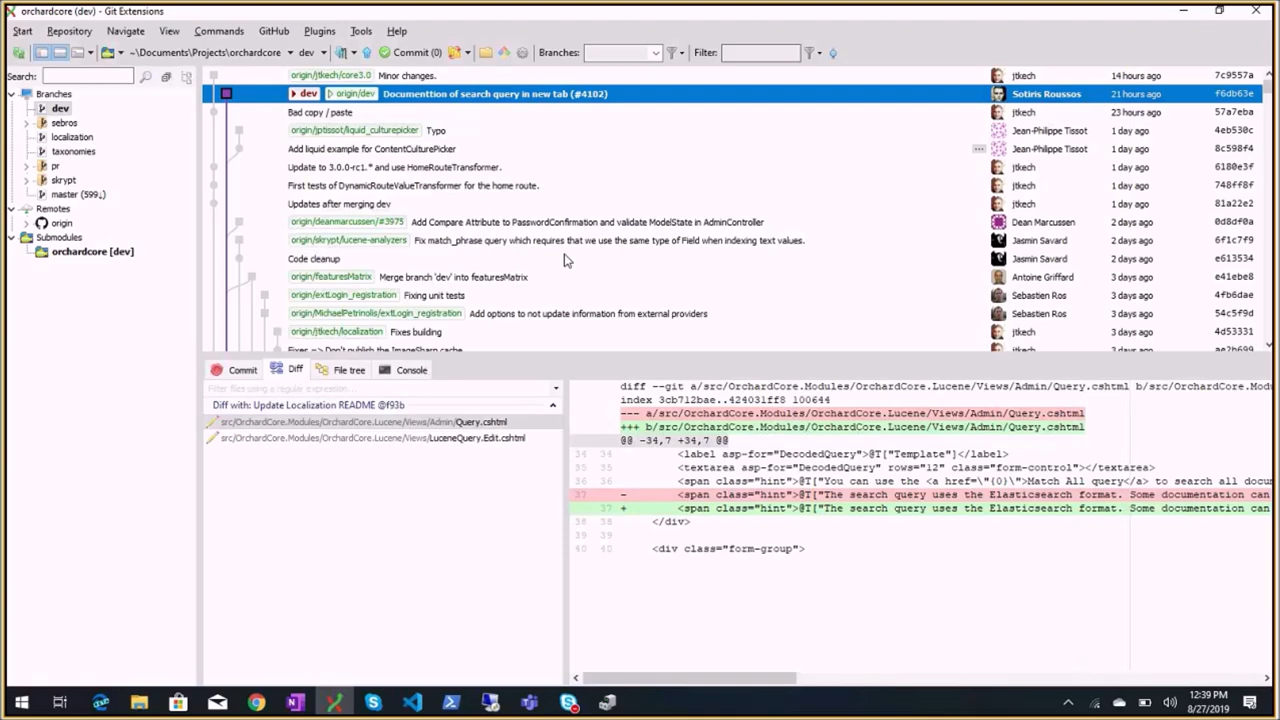 orchardcore (dev) - Git Extensions
Start Repository Navigate View Commands GitHub Plugins Tools Help
~\Documents\Projects\orchardcore dev Commit (0) Branches: Filter:
Search:
Branches
dev
sebros
localization
taxonomies
pr
skrypt
master (599↓)
Remotes
origin
Submodules
orchardcore [dev]
origin/jtkech/core3.0 Minor changes. jtkech 14 hours ago 7c9557a
dev origin/dev Documenttion of search query in new tab (#4102) Sotiris Roussos 21 hours ago f6db63e
Bad copy / paste jtkech 23 hours ago 57a7eba
origin/jptissot/liquid_culturepicker Typo Jean-Philippe Tissot 1 day ago 4eb530c
Add liquid example for ContentCulturePicker Jean-Philippe Tissot 1 day ago 8c598f4
Update to 3.0.0-rc1.* and use HomeRouteTransformer. jtkech 1 day ago 6180e3f
First tests of DynamicRouteValueTransformer for the home route. jtkech 1 day ago 748ff8f
Updates after merging dev jtkech 1 day ago 81a22e2
origin/deanmarcussen/#3975 Add Compare Attribute to PasswordConfirmation and validate ModelState in AdminController Dean Marcussen 2 days ago 0d8df0a
origin/skrypt/lucene-analyzers Fix match_phrase query which requires that we use the same type of Field when indexing text values. Jasmin Savard 2 days ago 6f1c7f9
Code cleanup Jasmin Savard 2 days ago e613534
origin/featuresMatrix Merge branch 'dev' into featuresMatrix Antoine Griffard 3 days ago e41ebe8
origin/extLogin_registration Fixing unit tests Sebastien Ros 3 days ago 4fb6dae
origin/MichaelPetrinolis/extLogin_registration Add options to not update information from external providers Sebastien Ros 3 days ago 54c5f9d
origin/jtkech/localization Fixes building jtkech 3 days ago 4d53331
Fixes => Don't publish the ImageSharp cache jtkech 3 days ago ae2b699
Commit Diff File tree Console
Filter files using a regular expression...
Diff with: Update Localization README @f93b
src/OrchardCore.Modules/OrchardCore.Lucene/Views/Admin/Query.cshtml
src/OrchardCore.Modules/OrchardCore.Lucene/Views/LuceneQuery.Edit.cshtml
diff --git a/src/OrchardCore.Modules/OrchardCore.Lucene/Views/Admin/Query.cshtml b/src/OrchardCore.Mod
index 3cb712bae..424031ff8 100644
--- a/src/OrchardCore.Modules/OrchardCore.Lucene/Views/Admin/Query.cshtml
+++ b/src/OrchardCore.Modules/OrchardCore.Lucene/Views/Admin/Query.cshtml
@@ -34,7 +34,7 @@
34 34 <label asp-for="DecodedQuery">@T["Template"]</label>
35 35 <textarea asp-for="DecodedQuery" rows="12" class="form-control"></textarea>
36 36 <span class="hint">@T["You can use the <a href=\"{0}\">Match All query</a> to search all docu
37 - <span class="hint">@T["The search query uses the Elasticsearch format. Some documentation can
37 + <span class="hint">@T["The search query uses the Elasticsearch format. Some documentation can
38 38 </div>
39 39
40 40 <div class="form-group">
12:39 PM
8/27/2019